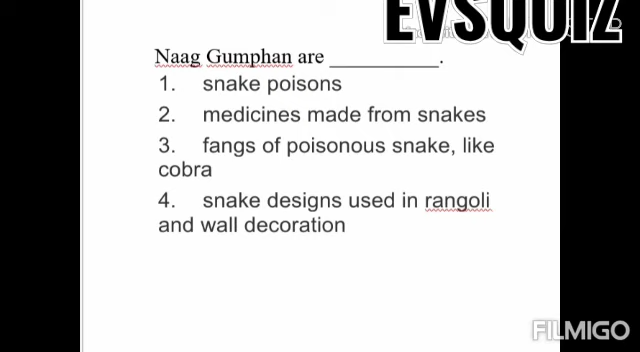 EVSQUIZ
Naag Gumphan are __________.
1. snake poisons
2. medicines made from snakes
3. fangs of poisonous snake, like
cobra
4. snake designs used in rangoli
and wall decoration
FILMIGO